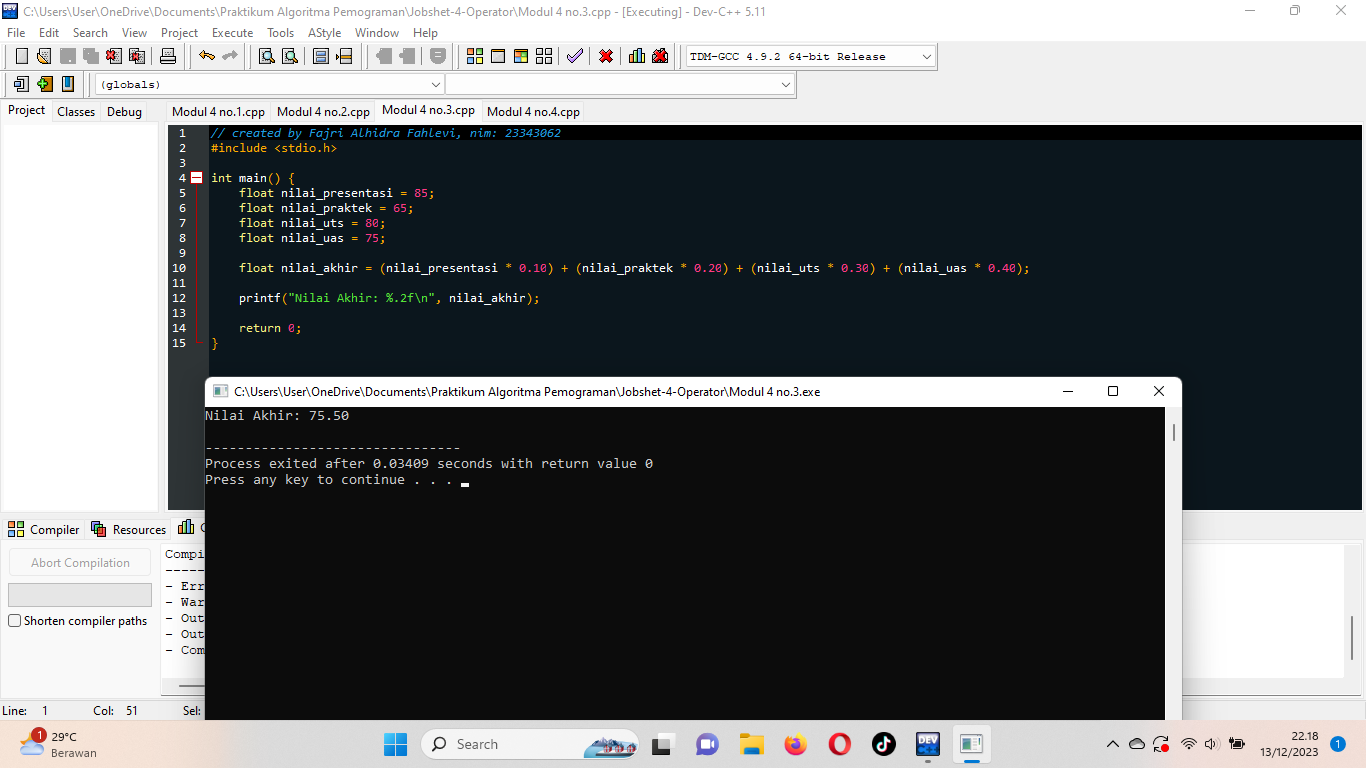 C:\Users\User\OneDrive\Documents\Praktikum Algoritma Pemograman\Jobshet-4-Operator\Modul 4 no.3.cpp - [Executing] - Dev-C++ 5.11
File Edit Search View Project Execute Tools AStyle Window Help
TDM-GCC 4.9.2 64-bit Release
(globals)
Project Classes Debug
Modul 4 no.1.cpp Modul 4 no.2.cpp Modul 4 no.3.cpp Modul 4 no.4.cpp
1 // created by Fajri Alhidra Fahlevi, nim: 23343062
2 #include <stdio.h>
3
4 int main() {
5 float nilai_presentasi = 85;
6 float nilai_praktek = 65;
7 float nilai_uts = 80;
8 float nilai_uas = 75;
9
10 float nilai_akhir = (nilai_presentasi * 0.10) + (nilai_praktek * 0.20) + (nilai_uts * 0.30) + (nilai_uas * 0.40);
11
12 printf("Nilai Akhir: %.2f\n", nilai_akhir);
13
14 return 0;
15 }
C:\Users\User\OneDrive\Documents\Praktikum Algoritma Pemograman\Jobshet-4-Operator\Modul 4 no.3.exe
Nilai Akhir: 75.50
--------------------------------
Process exited after 0.03409 seconds with return value 0
Press any key to continue . . .
Compiler Resources
Abort Compilation
Shorten compiler paths
Compi
- Err
- War
- Out
- Out
- Com
Line: 1 Col: 51 Sel:
1
29°C
Berawan
Search
DEV
22.18
13/12/2023
1